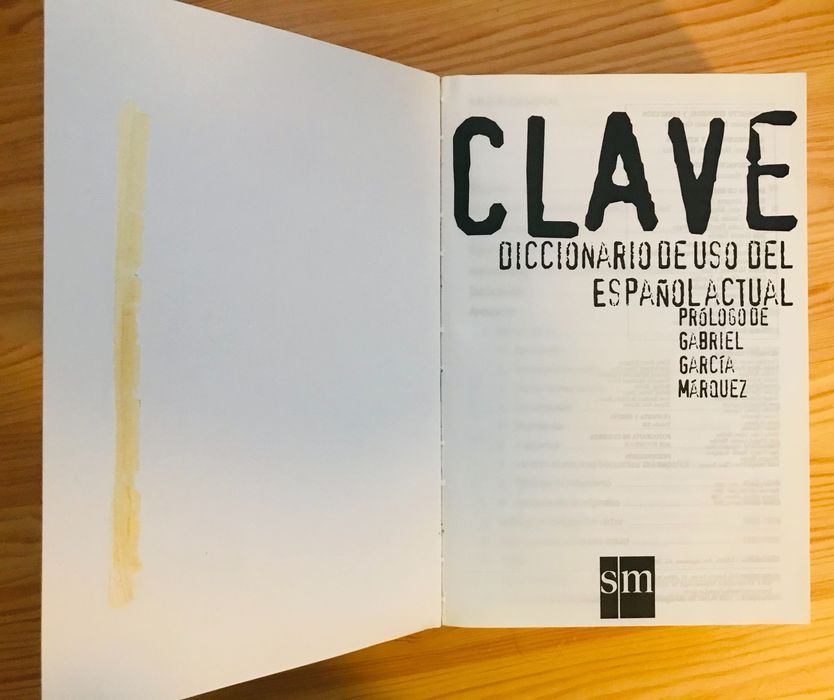 CLAVE
DICCIONARIO DE USO DEL
ESPAÑOL ACTUAL
PRÓLOGO DE
GABRIEL
GARCÍA
MÁRQUEZ
sm